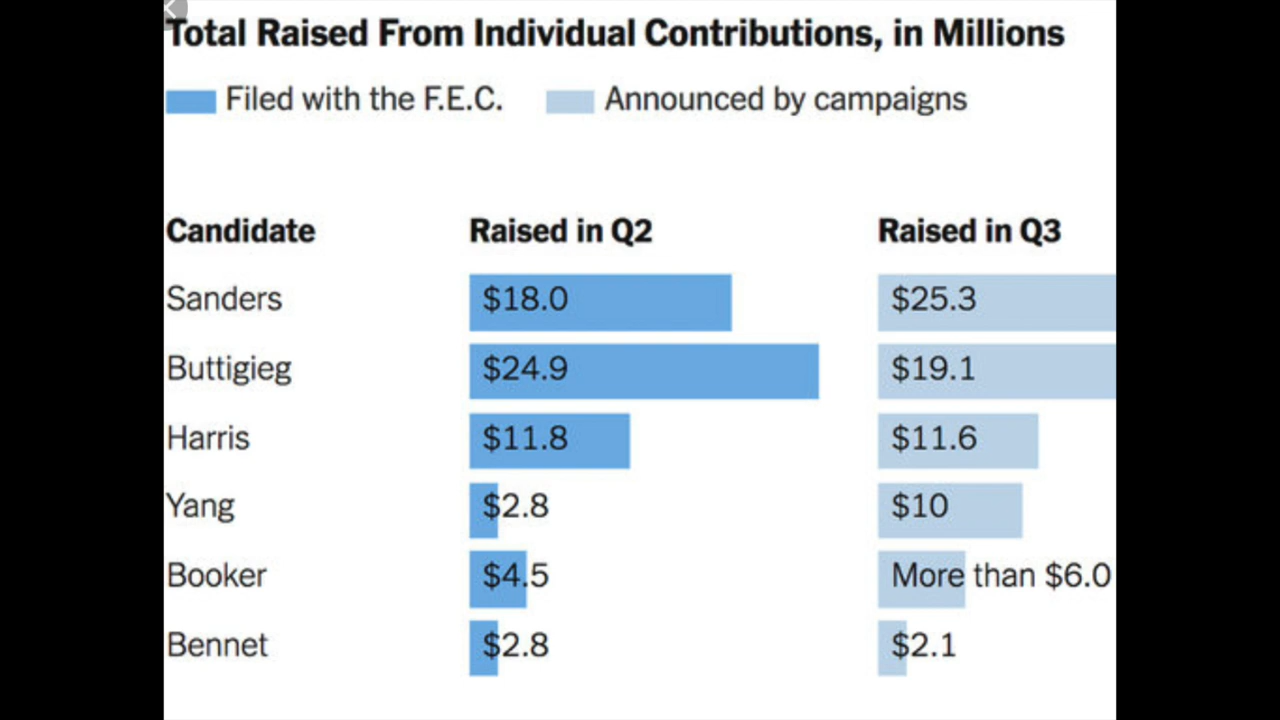 Total Raised From Individual Contributions, in Millions
Filed with the F.E.C. Announced by campaigns
Candidate Raised in Q2 Raised in Q3
Sanders $18.0 $25.3
Buttigieg $24.9 $19.1
Harris $11.8 $11.6
Yang $2.8 $10
Booker $4.5 More than $6.0
Bennet $2.8 $2.1